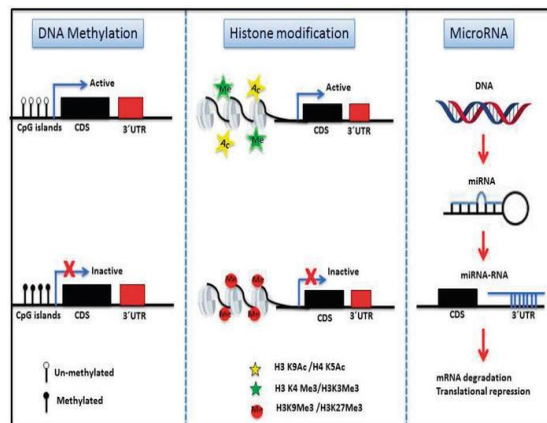 DNA Methylation
Active
CpG islands
CDS
3´UTR
Inactive
CpG islands
CDS
3´UTR
Un-methylated
Methylated
Histone modification
Me
Ac
Active
Ac
Me
CDS
3´UTR
Me
Me
Inactive
Me
Me
CDS
3´UTR
H3 K9Ac /H4 K5Ac
H3 K4 Me3/H3K3Me3
Me
H3K9Me3 /H3K27Me3
MicroRNA
DNA
miRNA
miRNA-RNA
CDS
3´UTR
mRNA degradation
Translational repression